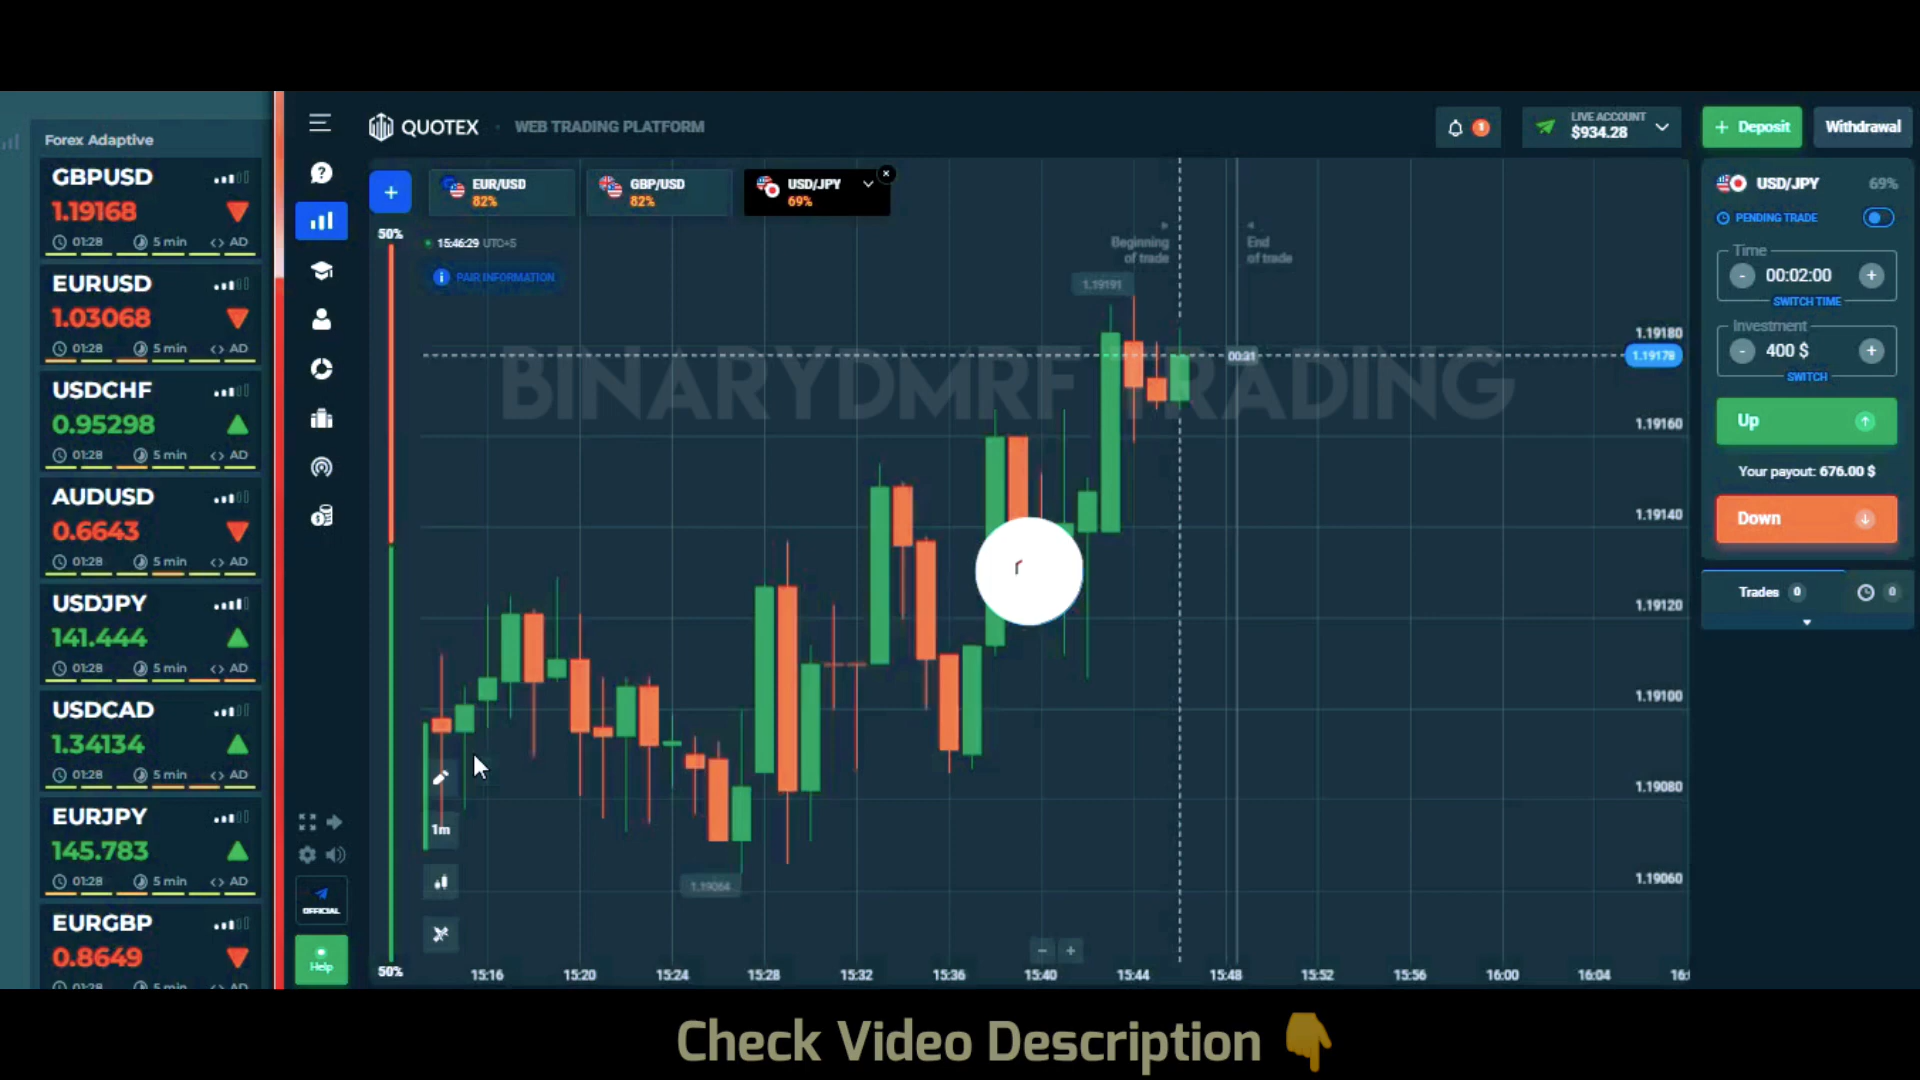 Forex Adaptive
GBPUSD
1.19168
01:28 5 min <> AD
EURUSD
1.03068
01:28 5 min <> AD
USDCHF
0.95298
01:28 5 min <> AD
AUDUSD
0.6643
01:28 5 min <> AD
USDJPY
141.444
01:28 5 min <> AD
USDCAD
1.34134
01:28 5 min <> AD
EURJPY
145.783
01:28 5 min <> AD
EURGBP
0.8649
01:28 5 min <> AD
OFFICIAL
Help
QUOTEX
WEB TRADING PLATFORM
1
LIVE ACCOUNT
$934.28
+ Deposit
Withdrawal
+
EUR/USD
82%
GBP/USD
82%
USD/JPY
69%
50%
15:46:29 UTC+5
PAIR INFORMATION
Beginning
of trade
End
of trade
1.19191
00:31
BINARYDMRF TRADING
1.19180
1.19178
1.19160
1.19140
1.19120
1.19100
1.19080
1.19060
1m
1.19064
50%
15:16 15:20 15:24 15:28 15:32 15:36 15:40 15:44 15:48 15:52 15:56 16:00 16:04
USD/JPY 69%
PENDING TRADE
Time
- 00:02:00 +
SWITCH TIME
Investment
- 400 $ +
SWITCH
Up
Your payout: 676.00 $
Down
Trades 0
0
Check Video Description 👇